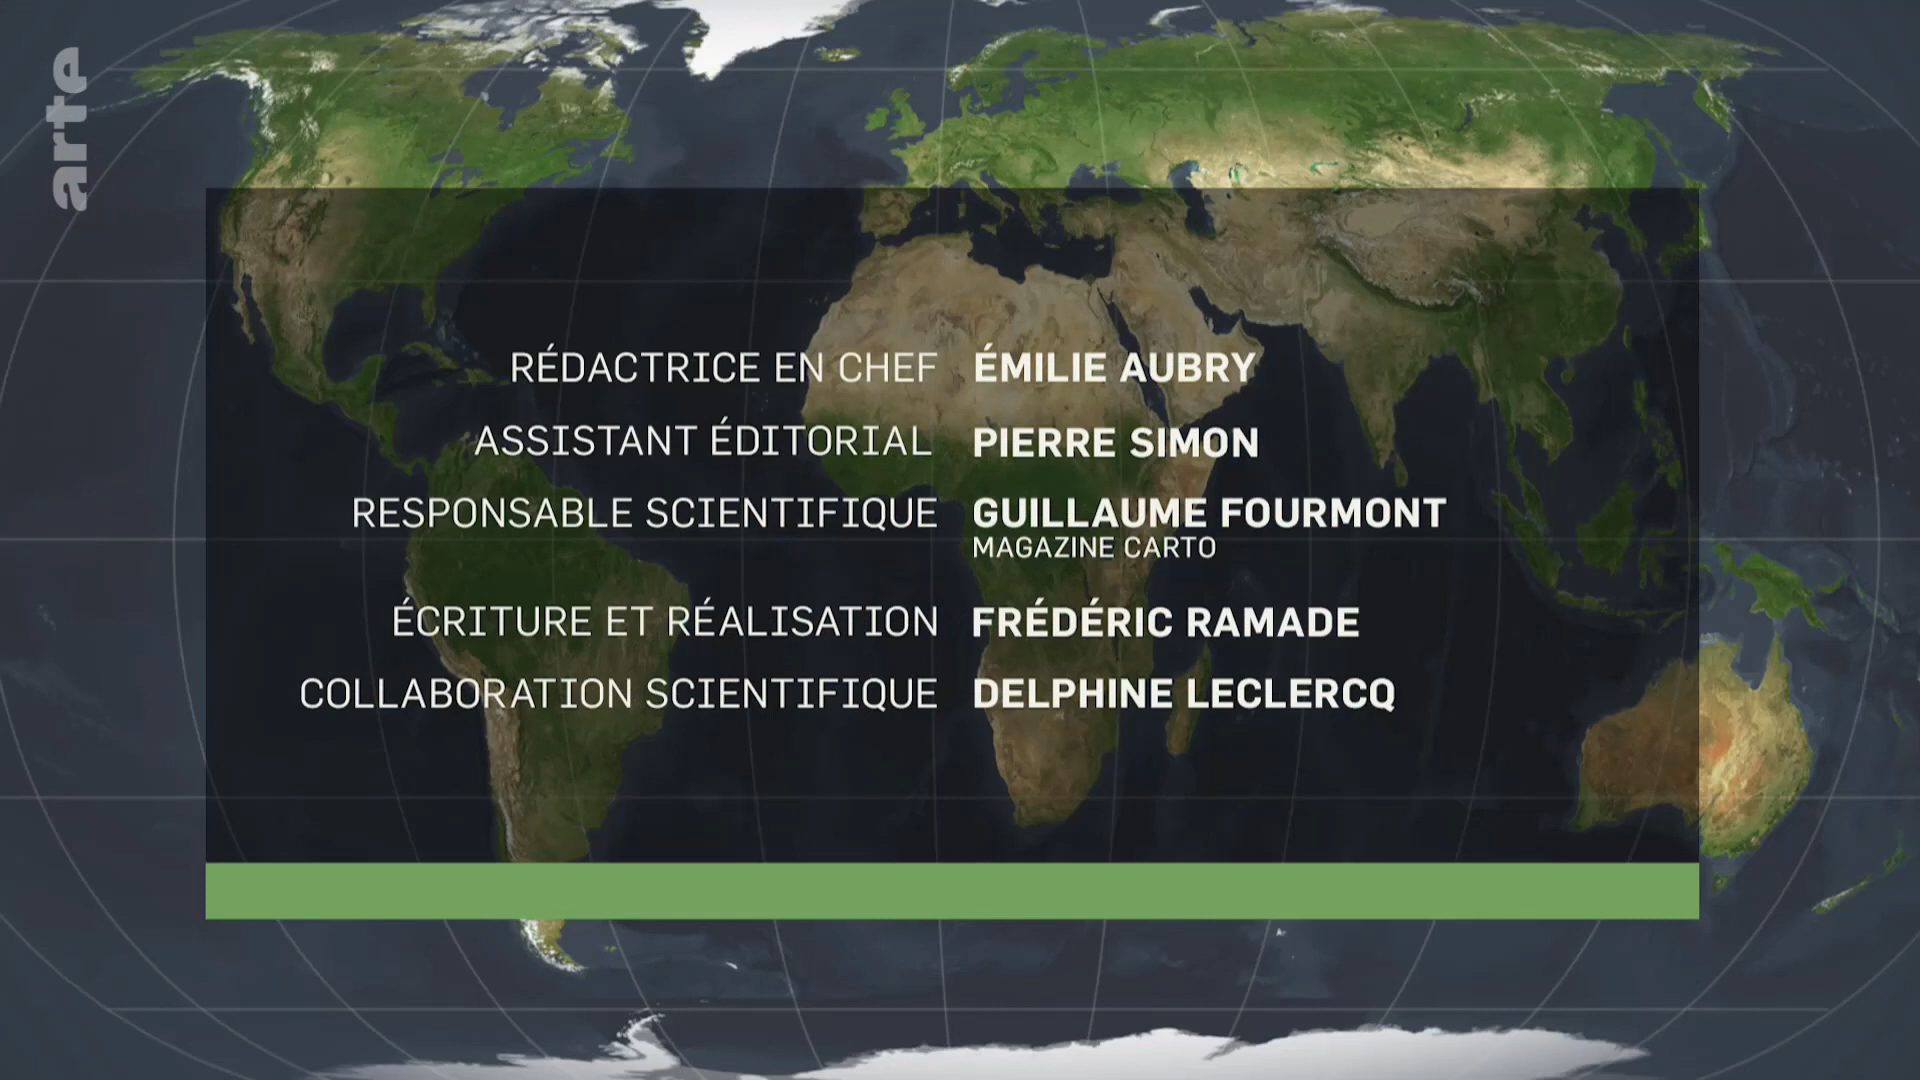 arte
RÉDACTRICE EN CHEF ÉMILIE AUBRY
ASSISTANT ÉDITORIAL PIERRE SIMON
RESPONSABLE SCIENTIFIQUE GUILLAUME FOURMONT
MAGAZINE CARTO
ÉCRITURE ET RÉALISATION FRÉDÉRIC RAMADE
COLLABORATION SCIENTIFIQUE DELPHINE LECLERCQ